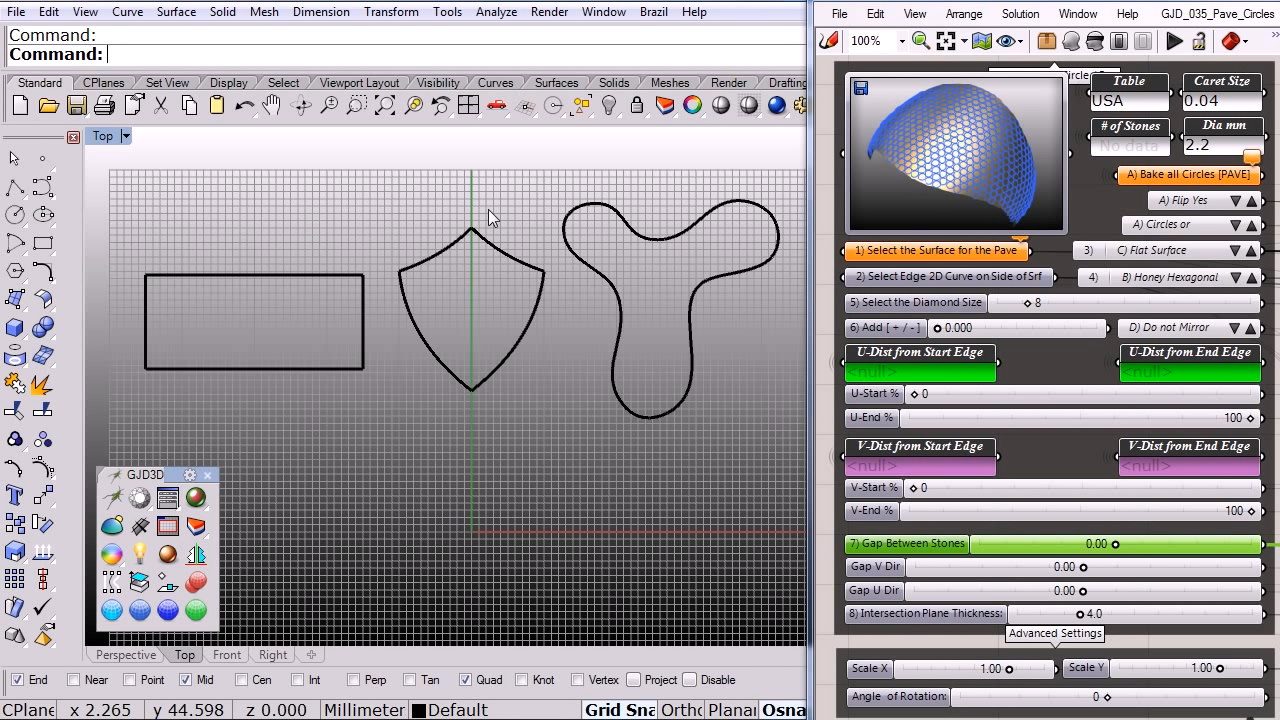 File Edit View Curve Surface Solid Mesh Dimension Transform Tools Analyze Render Window Brazil Help
Command:
Command:
Standard CPlanes Set View Display Select Viewport Layout Visibility Curves Surfaces Solids Meshes Render Drafting
Top
GJD3D
Perspective Top Front Right
End Near Point Mid Cen Int Perp Tan Quad Knot Vertex Project Disable
CPlane x 2.265 y 44.598 z 0.000 Millimeter Default Grid Sna Ortho Planar Osna
File Edit View Arrange Solution Window Help GJD_035_Pave_Circles
100%
Table
USA
Caret Size
0.04
# of Stones
No data
Dia mm
2.2
A) Bake all Circles [PAVE]
A) Flip Yes
A) Circles or
1) Select the Surface for the Pave
3) C) Flat Surface
2) Select Edge 2D Curve on Side of Srf
4) B) Honey Hexagonal
5) Select the Diamond Size 8
6) Add [ + / - ] 0.000
D) Do not Mirror
U-Dist from Start Edge
<null>
U-Dist from End Edge
<null>
U-Start % 0
U-End % 100
V-Dist from Start Edge
<null>
V-Dist from End Edge
<null>
V-Start % 0
V-End % 100
7) Gap Between Stones 0.00
Gap V Dir 0.00
Gap U Dir 0.00
8) Intersection Plane Thickness: 4.0
Advanced Settings
Scale X 1.00
Scale Y 1.00
Angle of Rotation: 0